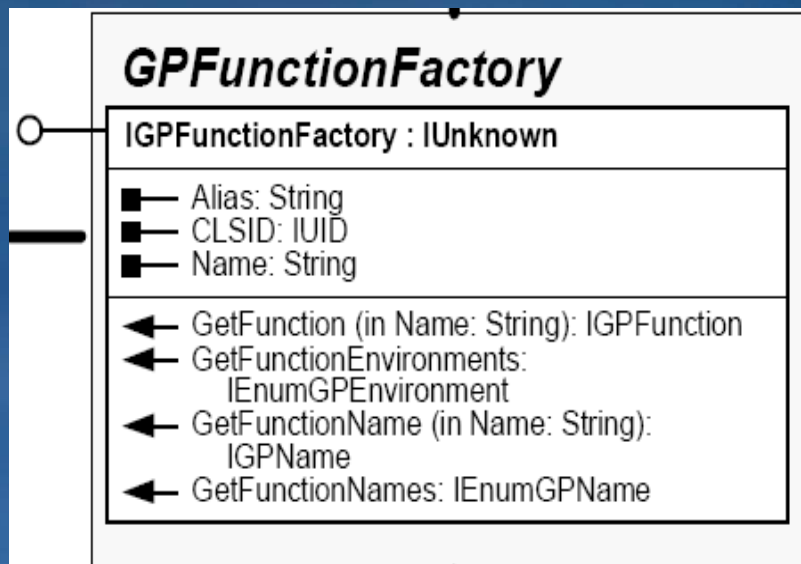 GPFunctionFactory
IGPFunctionFactory : IUnknown
Alias: String
CLSID: IUID
Name: String
GetFunction (in Name: String): IGPFunction
GetFunctionEnvironments:
IEnumGPEnvironment
GetFunctionName (in Name: String):
IGPName
GetFunctionNames: IEnumGPName